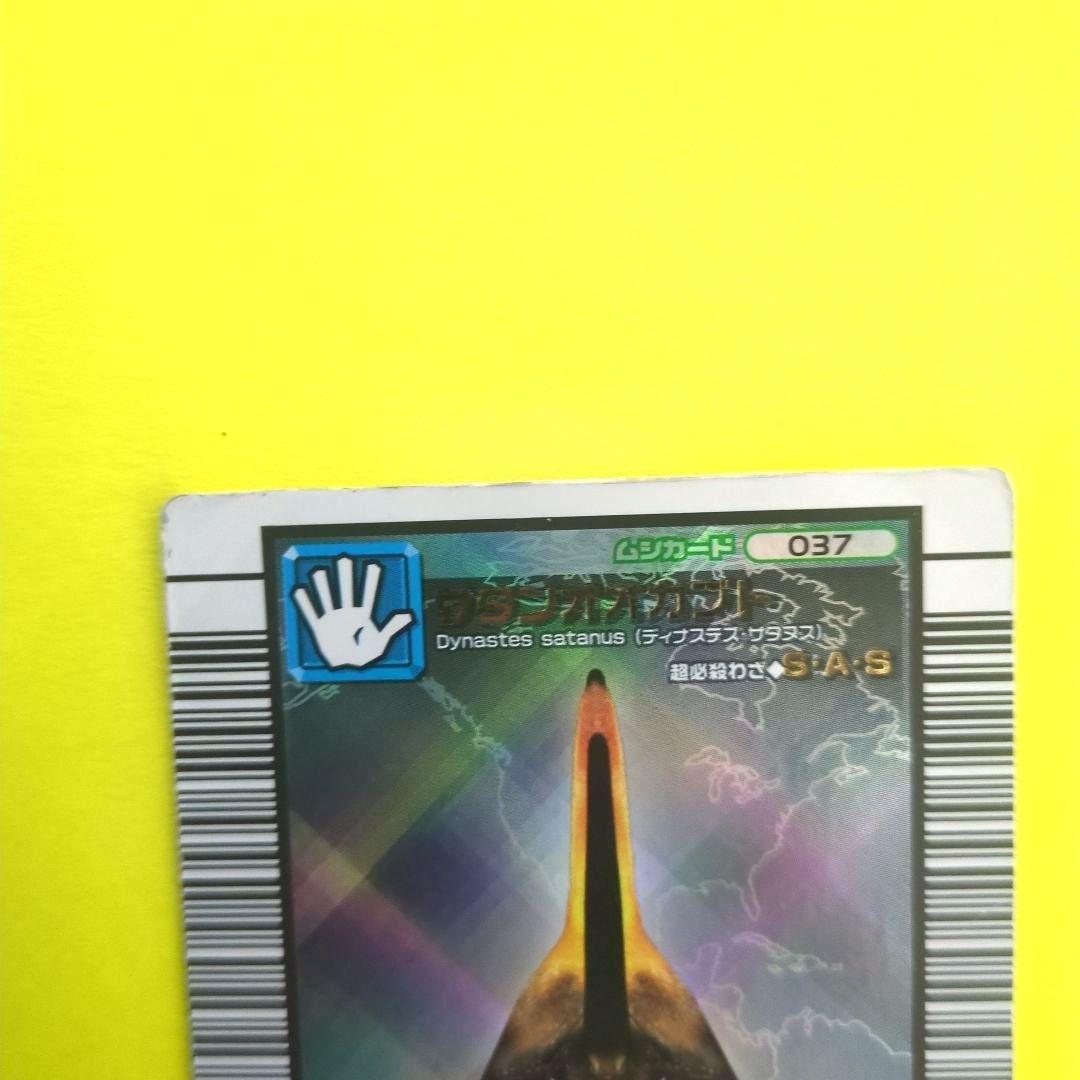 ムシカード 037
サタンオオカブト
Dynastes satanus (ディナステス・サタヌス)
超必殺わざ◆S・A・S